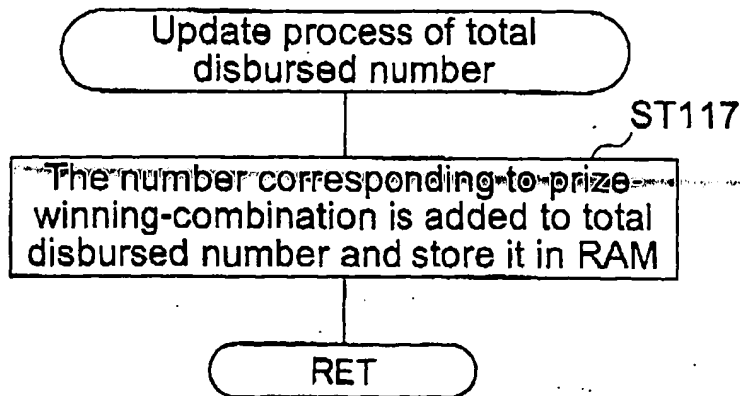 Update process of total
disbursed number
ST117
The number corresponding to prize-
winning-combination is added to total
disbursed number and store it in RAM
RET